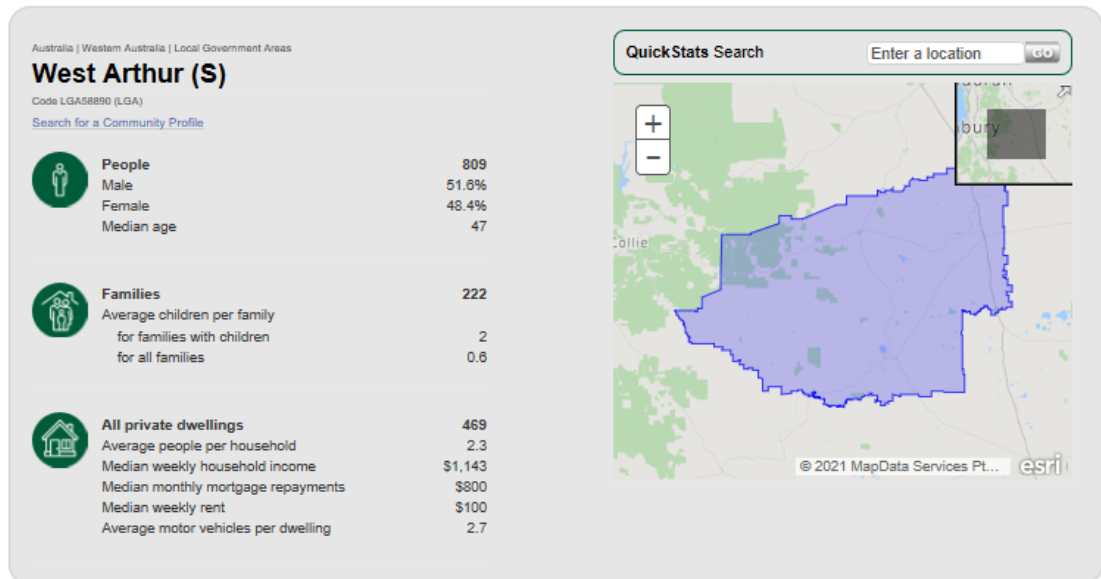 Australia | Western Australia | Local Government Areas
West Arthur (S)
Code LGA58890 (LGA)
Search for a Community Profile
People 809
Male 51.6%
Female 48.4%
Median age 47
Families 222
Average children per family
for families with children 2
for all families 0.6
All private dwellings 469
Average people per household 2.3
Median weekly household income $1,143
Median monthly mortgage repayments $800
Median weekly rent $100
Average motor vehicles per dwelling 2.7
QuickStats Search Enter a location GO
+
−
bury
Collie
© 2021 MapData Services Pt... esri